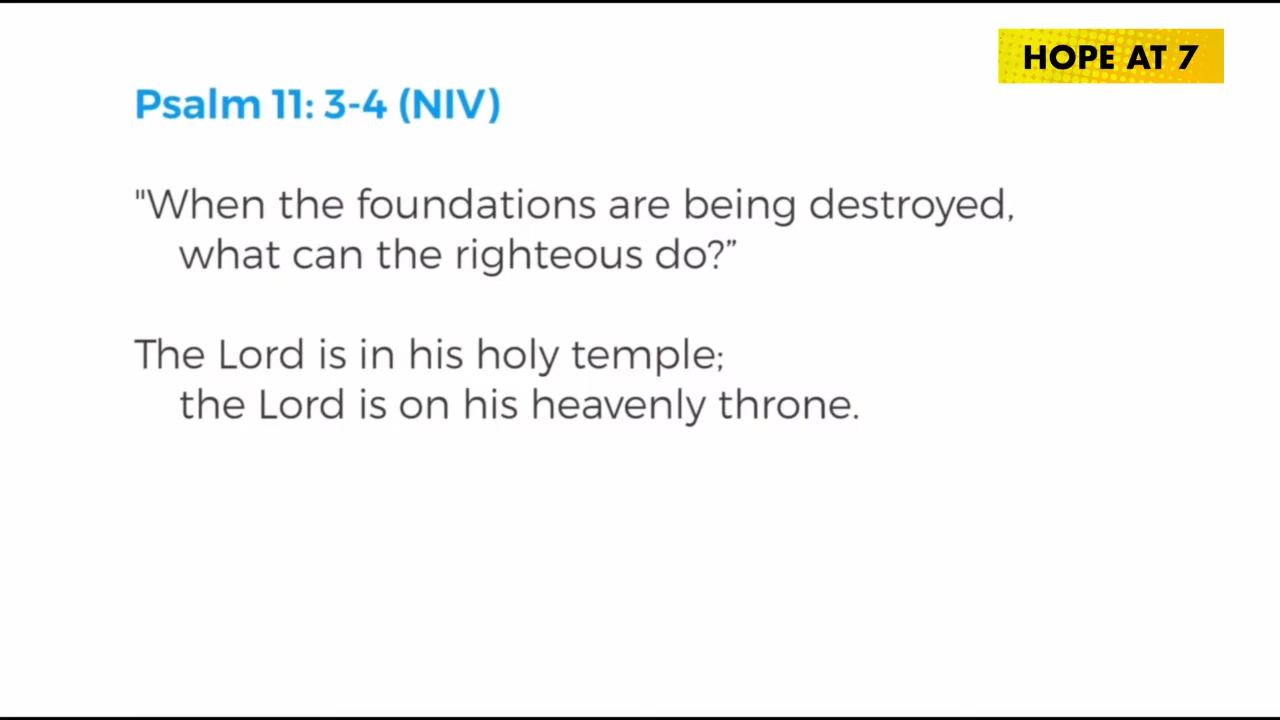 HOPE AT 7
Psalm 11: 3-4 (NIV)
"When the foundations are being destroyed,
what can the righteous do?”
The Lord is in his holy temple;
the Lord is on his heavenly throne.